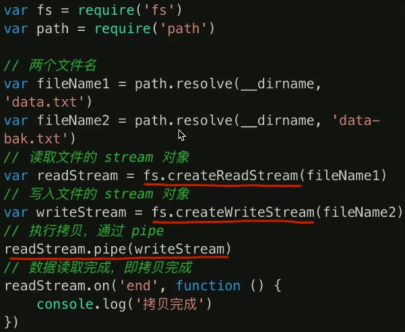 var fs = require('fs')
var path = require('path')
// 两个文件名
var fileName1 = path.resolve(__dirname,
'data.txt')
var fileName2 = path.resolve(__dirname, 'data-
bak.txt')
// 读取文件的 stream 对象
var readStream = fs.createReadStream(fileName1)
// 写入文件的 stream 对象
var writeStream = fs.createWriteStream(fileName2)
// 执行拷贝，通过 pipe
readStream.pipe(writeStream)
// 数据读取完成，即拷贝完成
readStream.on('end', function () {
    console.log('拷贝完成')
})